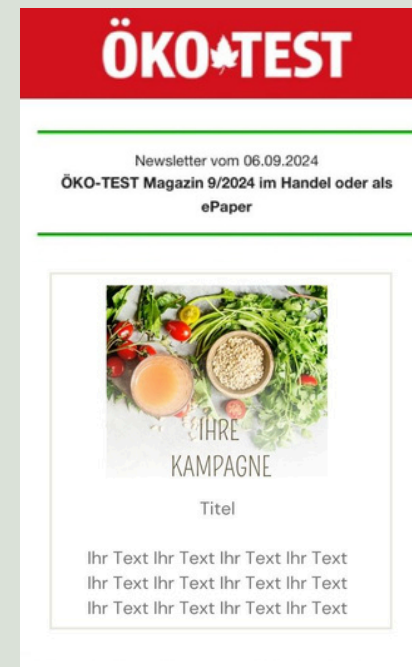 ÖKO TEST
Newsletter vom 06.09.2024
ÖKO-TEST Magazin 9/2024 im Handel oder als
ePaper
IHRE
KAMPAGNE
Titel
Ihr Text Ihr Text Ihr Text Ihr Text
Ihr Text Ihr Text Ihr Text Ihr Text
Ihr Text Ihr Text Ihr Text Ihr Text